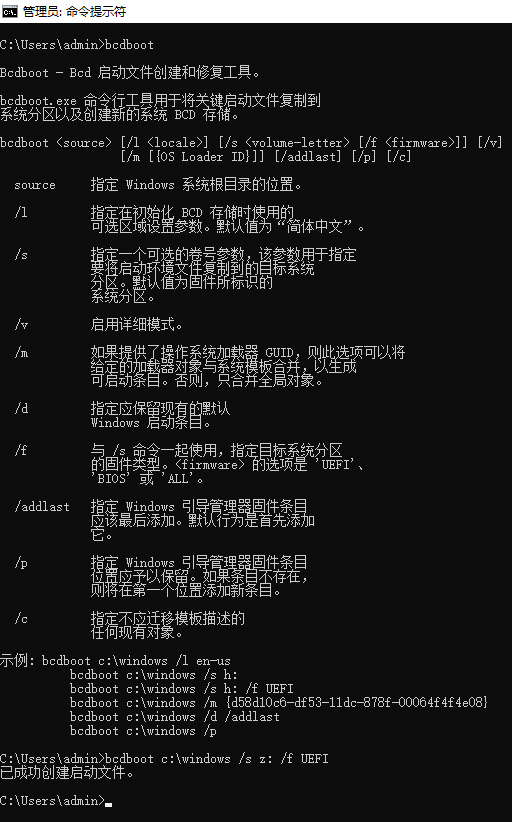 管理员: 命令提示符
C:\Users\admin>bcdboot
Bcdboot - Bcd 启动文件创建和修复工具。
bcdboot.exe 命令行工具用于将关键启动文件复制到
系统分区以及创建新的系统 BCD 存储。
bcdboot <source> [/l <locale>] [/s <volume-letter> [/f <firmware>]] [/v]
[/m [{OS Loader ID}]] [/addlast] [/p] [/c]
source 指定 Windows 系统根目录的位置。
/l 指定在初始化 BCD 存储时使用的
可选区域设置参数。默认值为“简体中文”。
/s 指定一个可选的卷号参数，该参数用于指定
要将启动环境文件复制到的目标系统
分区。默认值为固件所标识的
系统分区。
/v 启用详细模式。
/m 如果提供了操作系统加载器 GUID，则此选项可以将
给定的加载器对象与系统模板合并，以生成
可启动条目。否则，只合并全局对象。
/d 指定应保留现有的默认
Windows 启动条目。
/f 与 /s 命令一起使用，指定目标系统分区
的固件类型。<firmware> 的选项是 'UEFI'、
'BIOS' 或 'ALL'。
/addlast 指定 Windows 引导管理器固件条目
应该最后添加。默认行为是首先添加
它。
/p 指定 Windows 引导管理器固件条目
位置应予以保留。如果条目不存在，
则将在第一个位置添加新条目。
/c 指定不应迁移模板描述的
任何现有对象。
示例: bcdboot c:\windows /l en-us
bcdboot c:\windows /s h:
bcdboot c:\windows /s h: /f UEFI
bcdboot c:\windows /m {d58d10c6-df53-11dc-878f-00064f4f4e08}
bcdboot c:\windows /d /addlast
bcdboot c:\windows /p
C:\Users\admin>bcdboot c:\windows /s z: /f UEFI
已成功创建启动文件。
C:\Users\admin>